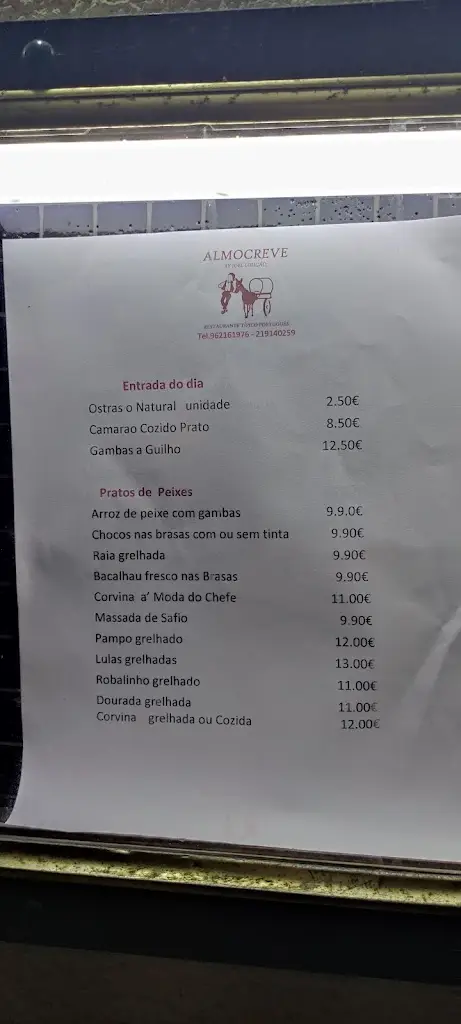 ALMOCREVE
RESTAURANTE TIPICO PORTUGUESE
Tel.962161976 - 219140259
Entrada do dia
Ostras o Natural unidade 2.50€
Camarao Cozido Prato 8.50€
Gambas a Guilho 12.50€
Pratos de Peixes
Arroz de peixe com gambas 9.9.0€
Chocos nas brasas com ou sem tinta 9.90€
Raia grelhada 9.90€
Bacalhau fresco nas Brasas 9.90€
Corvina a' Moda do Chefe 11.00€
Massada de Safio 9.90€
Pampo grelhado 12.00€
Lulas grelhadas 13.00€
Robalinho grelhado 11.00€
Dourada grelhada 11.00€
Corvina grelhada ou Cozida 12.00€